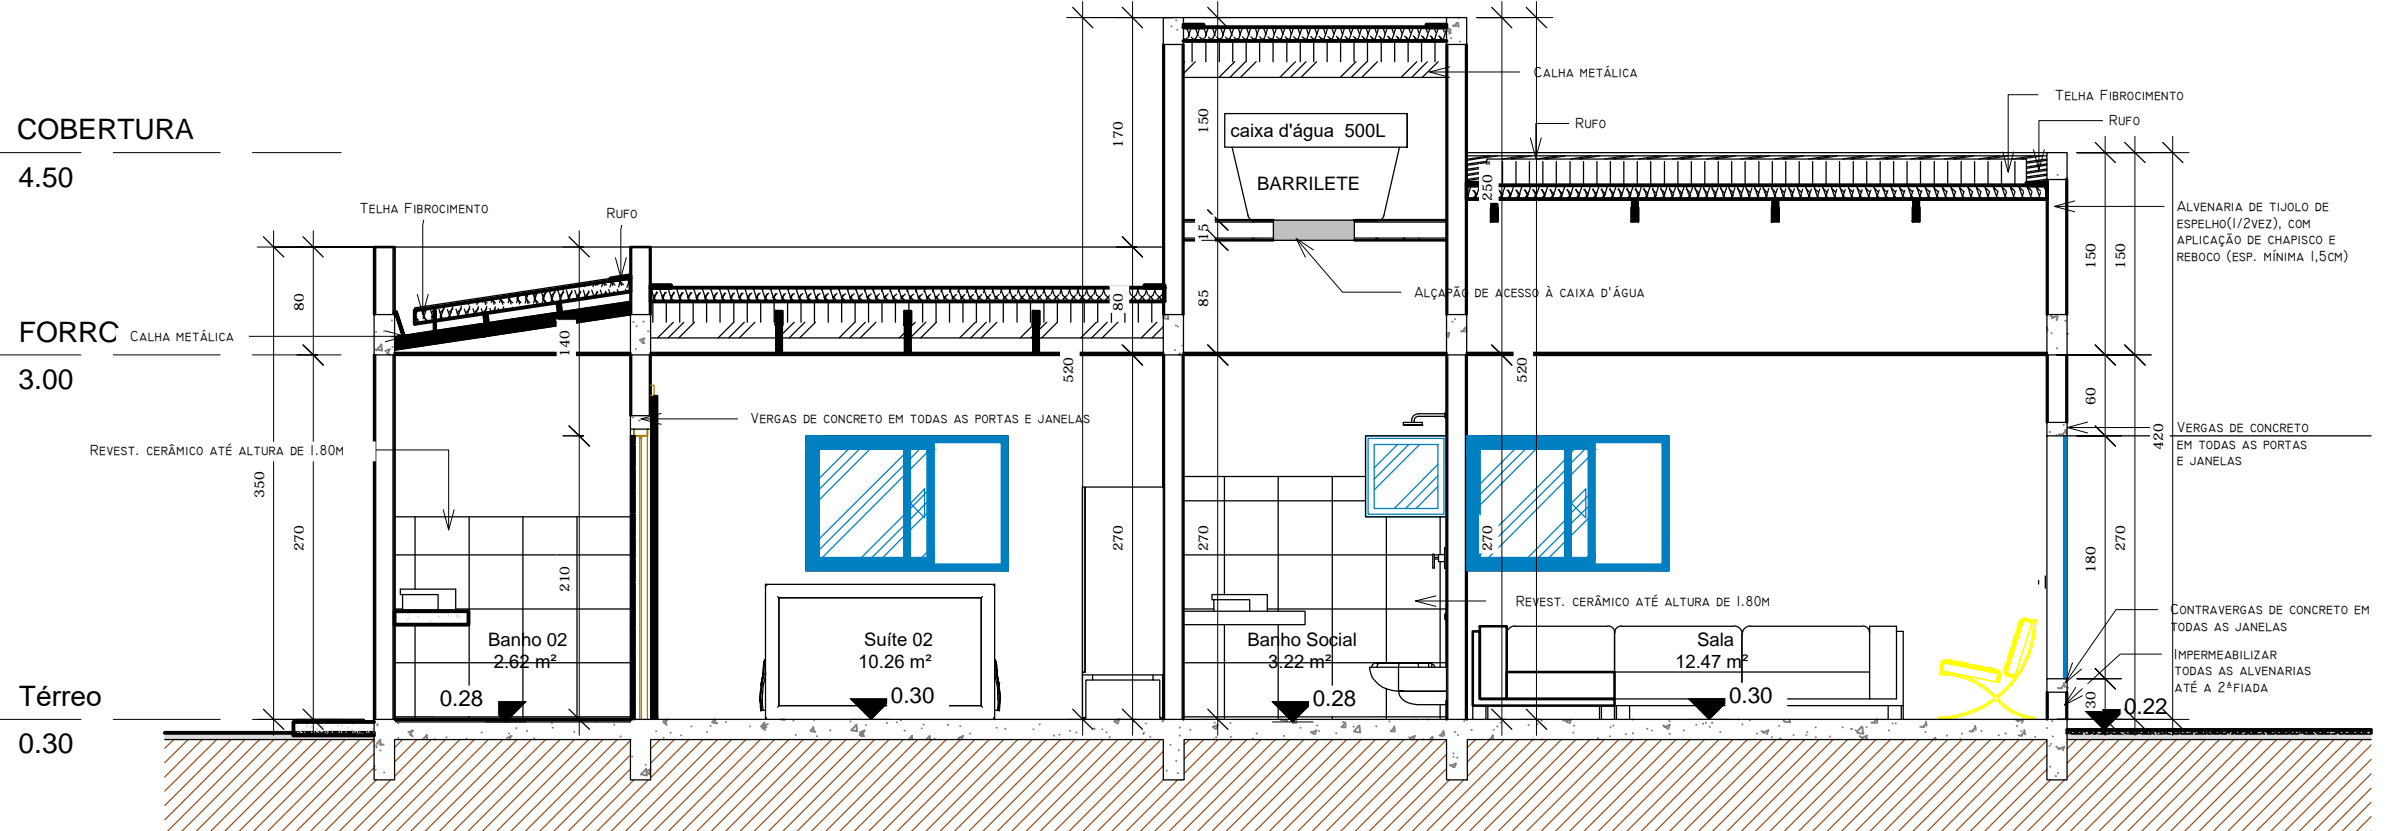 COBERTURA
4.50
FORRO
3.00
Térreo
0.30
TELHA FIBROCIMENTO
RUFO
CALHA METÁLICA
REVEST. CERÂMICO ATÉ ALTURA DE 1.80M
350
80
270
140
210
Banho 02
2.62 m²
0.28
VERGAS DE CONCRETO EM TODAS AS PORTAS E JANELAS
Suíte 02
10.26 m²
0.30
520
170
80
270
150
15
85
270
caixa d'água 500L
BARRILETE
CALHA METÁLICA
ALÇAPÃO DE ACESSO À CAIXA D'ÁGUA
Banho Social
3.22 m²
0.28
REVEST. CERÂMICO ATÉ ALTURA DE 1.80M
250
270
520
RUFO
Sala
12.47 m²
0.30
TELHA FIBROCIMENTO
RUFO
ALVENARIA DE TIJOLO DE
ESPELHO(1/2VEZ), COM
APLICAÇÃO DE CHAPISCO E
REBOCO (ESP. MÍNIMA 1,5CM)
150
150
60
420
270
180
30
VERGAS DE CONCRETO
EM TODAS AS PORTAS
E JANELAS
CONTRAVERGAS DE CONCRETO EM
TODAS AS JANELAS
IMPERMEABILIZAR
TODAS AS ALVENARIAS
ATÉ A 2ªFIADA
0.22